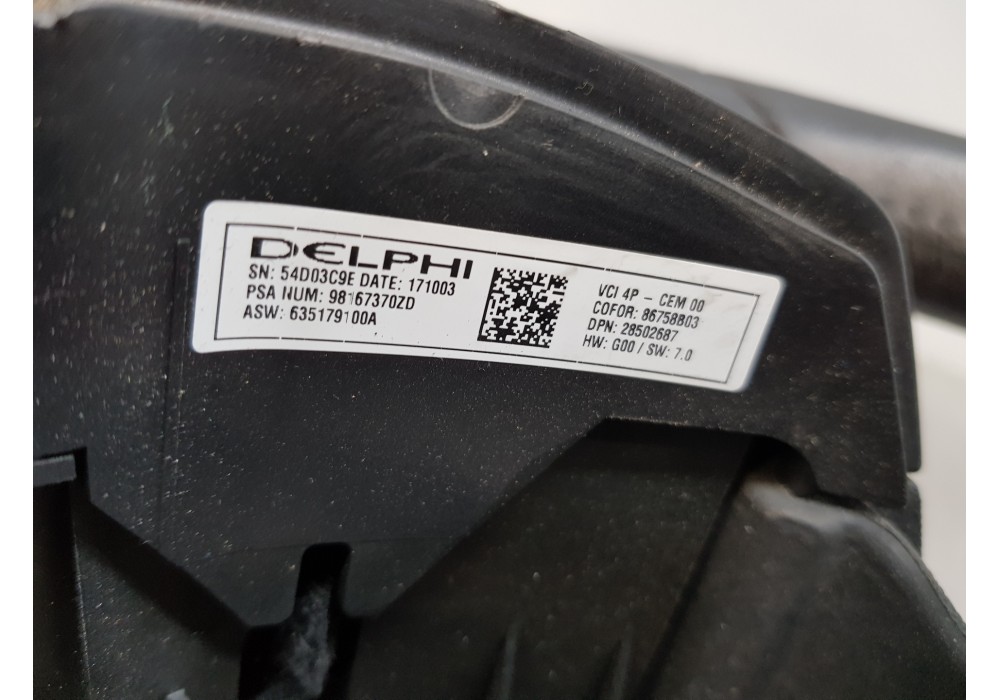 DELPHI
SN: 54D03C9E DATE: 171003
PSA NUM: 98167370ZD
ASW: 635179100A
VCI 4P - CEM 00
COFOR: 86758B03
DPN: 28502687
HW: G00 / SW: 7.0